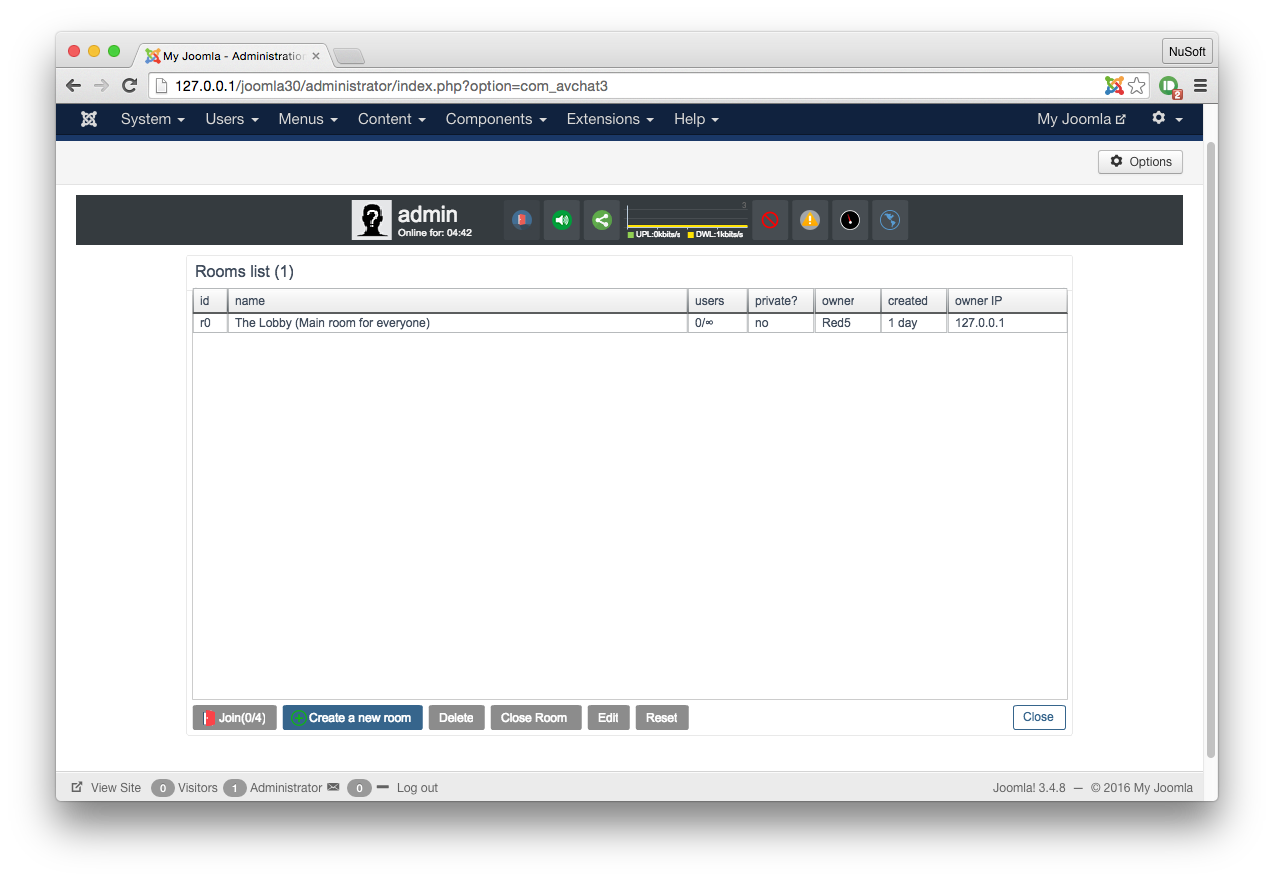 My Joomla - Administration
NuSoft
127.0.0.1/joomla30/administrator/index.php?option=com_avchat3
2
System Users Menus Content Components Extensions Help My Joomla
Options
admin
Online for: 04:42
3
UPL:0kbits/s DWL:1kbits/s
Rooms list (1)
id name users private? owner created owner IP
r0 The Lobby (Main room for everyone) 0/∞ no Red5 1 day 127.0.0.1
Join(0/4) Create a new room Delete Close Room Edit Reset Close
View Site 0 Visitors 1 Administrator 0 Log out Joomla! 3.4.8 — © 2016 My Joomla